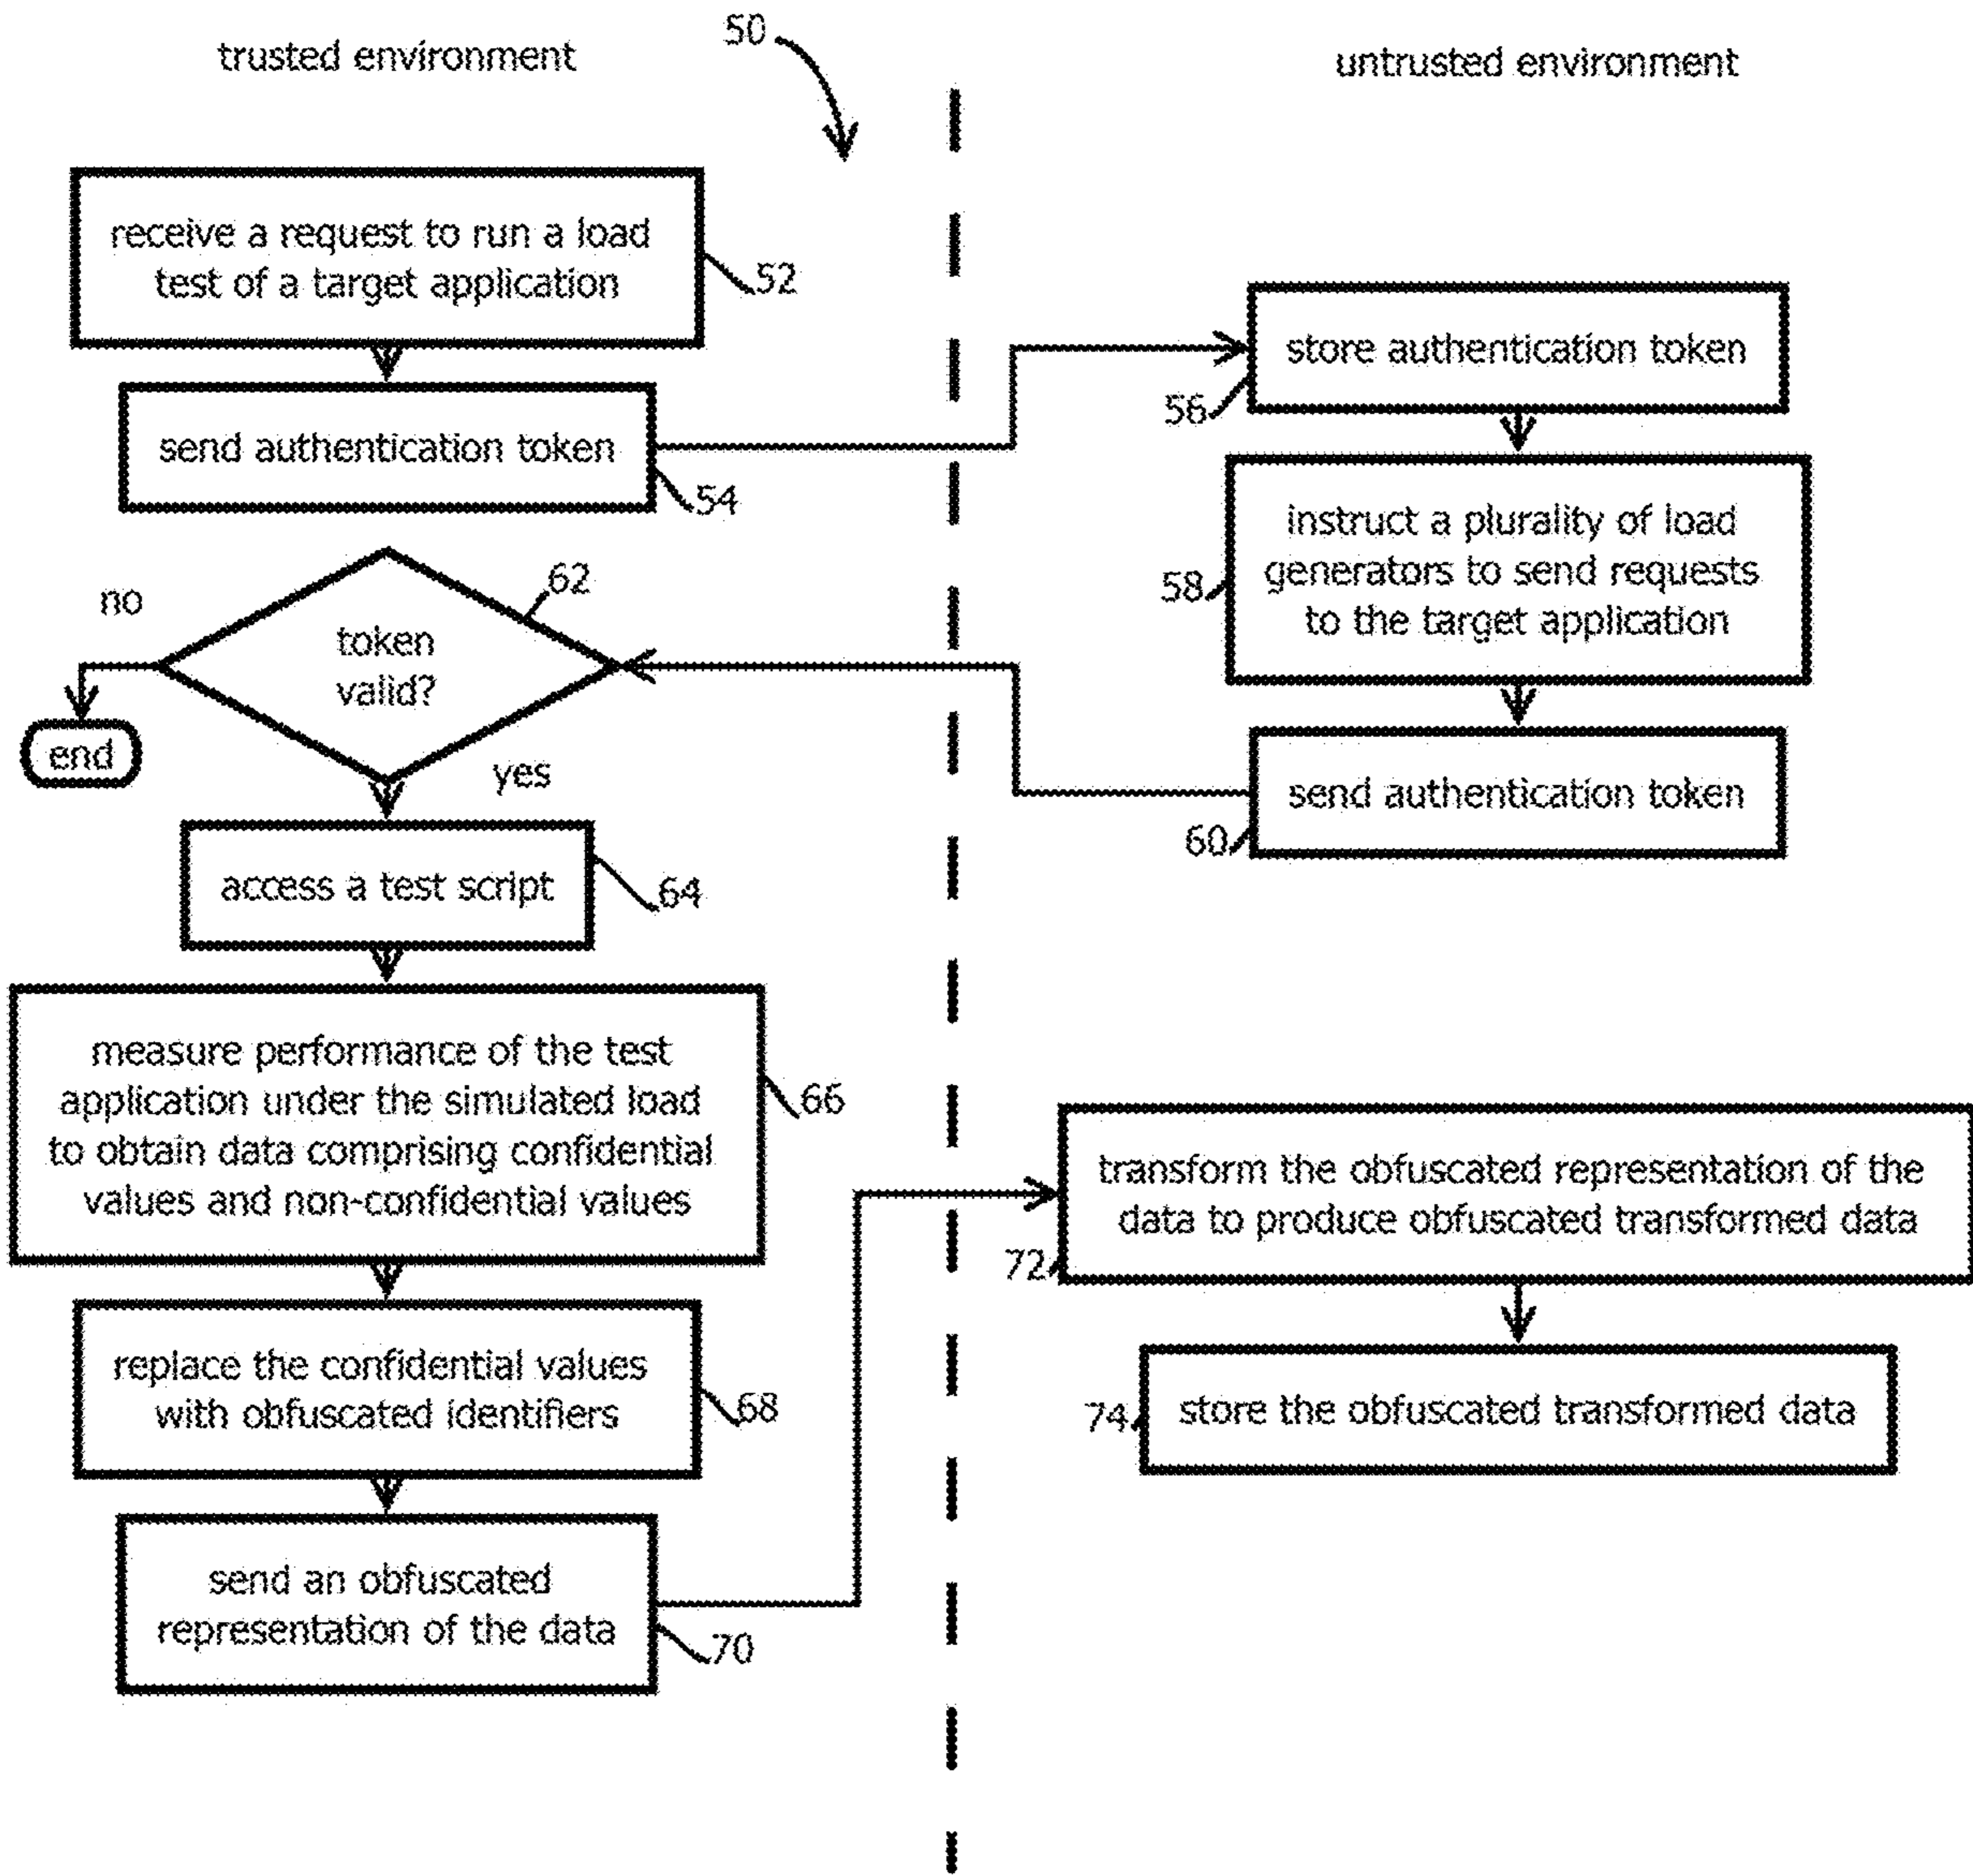 trusted environment
50
untrusted environment
receive a request to run a load
test of a target application
52
send authentication token
54
store authentication token
56
instruct a plurality of load
generators to send requests
to the target application
58
send authentication token
60
token
valid?
62
no
end
yes
access a test script
64
measure performance of the test
application under the simulated load
to obtain data comprising confidential
values and non-confidential values
66
replace the confidential values
with obfuscated identifiers
68
send an obfuscated
representation of the data
70
transform the obfuscated representation of the
data to produce obfuscated transformed data
72
store the obfuscated transformed data
74